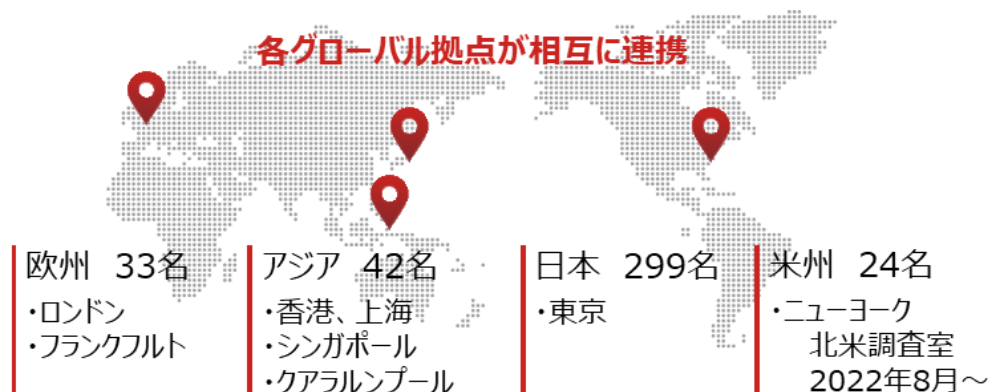 各グローバル拠点が相互に連携
欧州 33名
・ロンドン
・フランクフルト
アジア 42名
・香港、上海
・シンガポール
・クアラルンプール
日本 299名
・東京
米州 24名
・ニューヨーク
北米調査室
2022年8月～